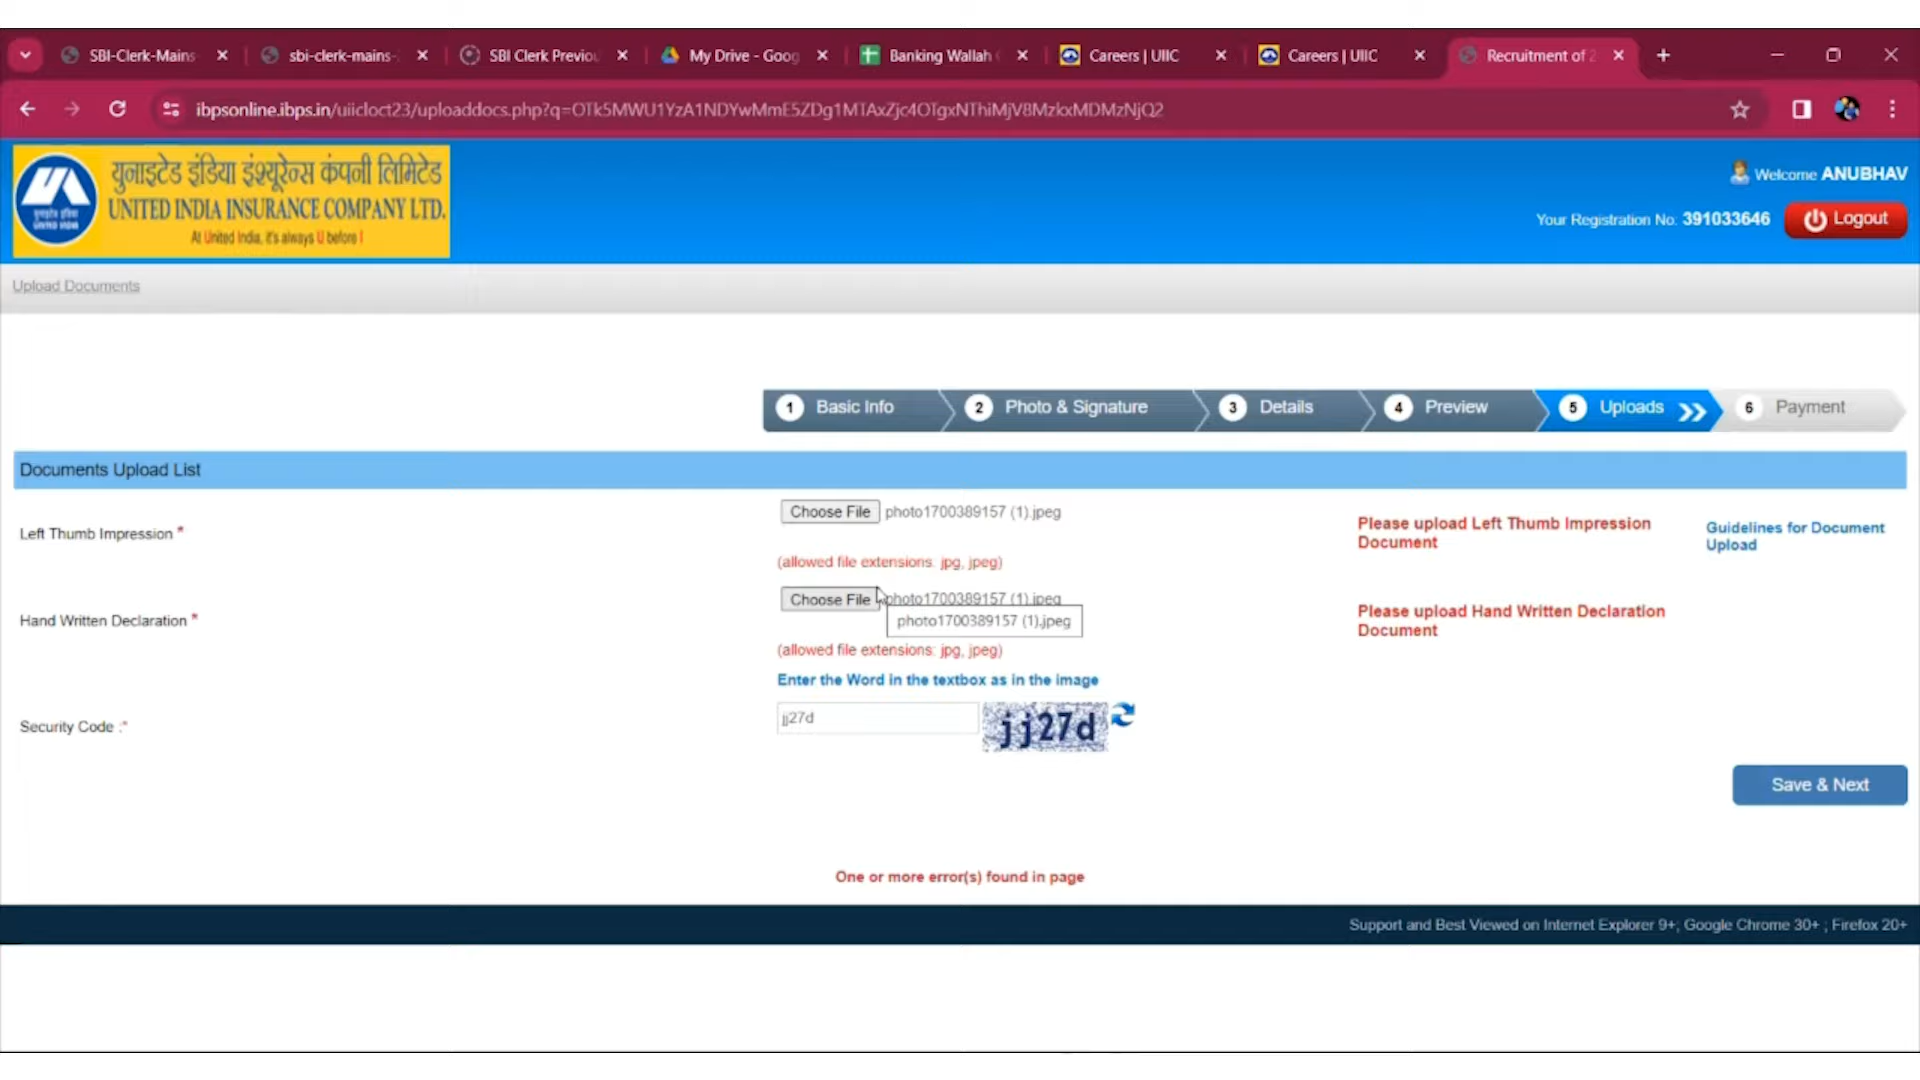 SBI-Clerk-Mains
sbi-clerk-mains-
SBI Clerk Previou
My Drive - Goog
Banking Wallah
Careers | UIIC
Careers | UIIC
Recruitment of 2
ibpsonline.ibps.in/uiicloct23/uploaddocs.php?q=OTk5MWU1YzA1NDYwMmE5ZDg1MTAxZjc4OTgxNThiMjV8MzkxMDMzNjQ2
युनाइटेड इंडिया इंश्यूरेन्स कंपनी लिमिटेड
UNITED INDIA INSURANCE COMPANY LTD.
At United India, it's always U before I
Welcome ANUBHAV
Your Registration No. 391033646
Logout
Upload Documents
1 Basic Info
2 Photo & Signature
3 Details
4 Preview
5 Uploads
6 Payment
Documents Upload List
Left Thumb Impression *
Choose File photo1700389157 (1).jpeg
(allowed file extensions: jpg, jpeg)
Please upload Left Thumb Impression
Document
Guidelines for Document
Upload
Hand Written Declaration *
Choose File photo1700389157 (1).jpeg
photo1700389157 (1).jpeg
(allowed file extensions: jpg, jpeg)
Please upload Hand Written Declaration
Document
Enter the Word in the textbox as in the image
Security Code :*
jj27d
jj27d
Save & Next
One or more error(s) found in page
Support and Best Viewed on Internet Explorer 9+; Google Chrome 30+ ; Firefox 20+